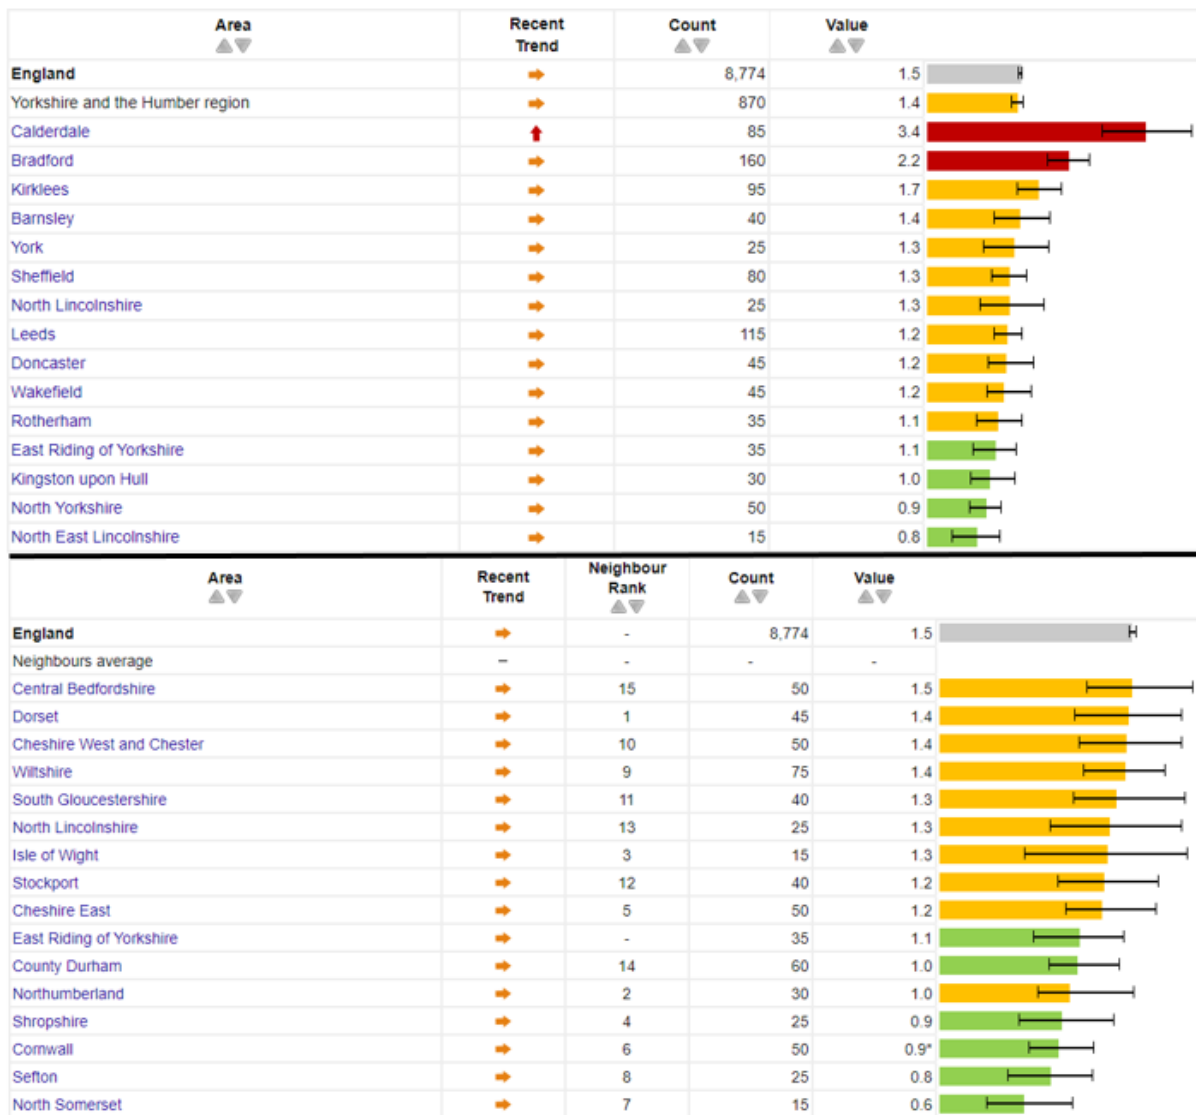 Area Recent Trend Count Value
England 8,774 1.5
Yorkshire and the Humber region 870 1.4
Calderdale 85 3.4
Bradford 160 2.2
Kirklees 95 1.7
Barnsley 40 1.4
York 25 1.3
Sheffield 80 1.3
North Lincolnshire 25 1.3
Leeds 115 1.2
Doncaster 45 1.2
Wakefield 45 1.2
Rotherham 35 1.1
East Riding of Yorkshire 35 1.1
Kingston upon Hull 30 1.0
North Yorkshire 50 0.9
North East Lincolnshire 15 0.8
Area Recent Trend Neighbour Rank Count Value
England - 8,774 1.5
Neighbours average – - - -
Central Bedfordshire 15 50 1.5
Dorset 1 45 1.4
Cheshire West and Chester 10 50 1.4
Wiltshire 9 75 1.4
South Gloucestershire 11 40 1.3
North Lincolnshire 13 25 1.3
Isle of Wight 3 15 1.3
Stockport 12 40 1.2
Cheshire East 5 50 1.2
East Riding of Yorkshire - 35 1.1
County Durham 14 60 1.0
Northumberland 2 30 1.0
Shropshire 4 25 0.9
Cornwall 6 50 0.9*
Sefton 8 25 0.8
North Somerset 7 15 0.6